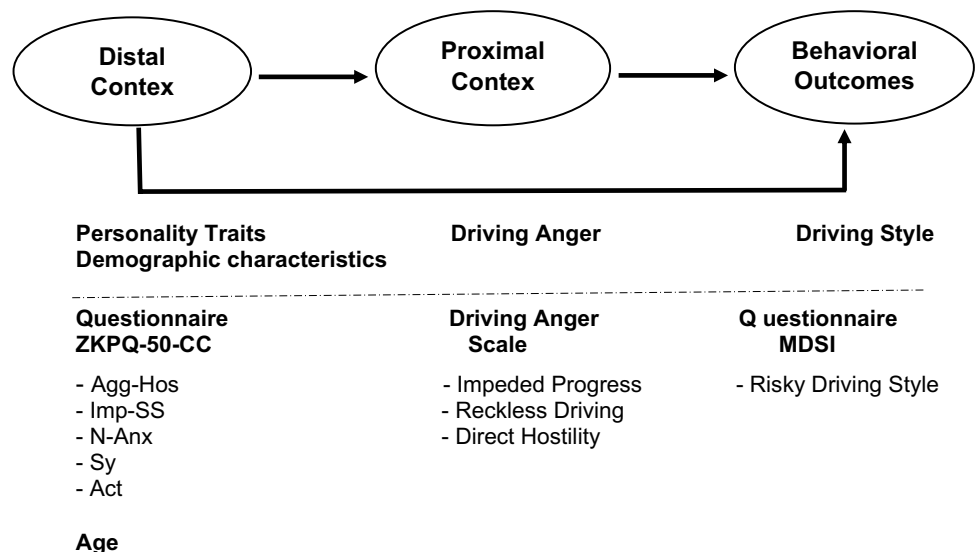 Distal
Contex
Proximal
Contex
Behavioral
Outcomes
Personality Traits
Demographic characteristics
Driving Anger
Driving Style
Questionnaire
ZKPQ-50-CC
- Agg-Hos
- Imp-SS
- N-Anx
- Sy
- Act
Age
Driving Anger
Scale
- Impeded Progress
- Reckless Driving
- Direct Hostility
Q uestionnaire
MDSI
- Risky Driving Style